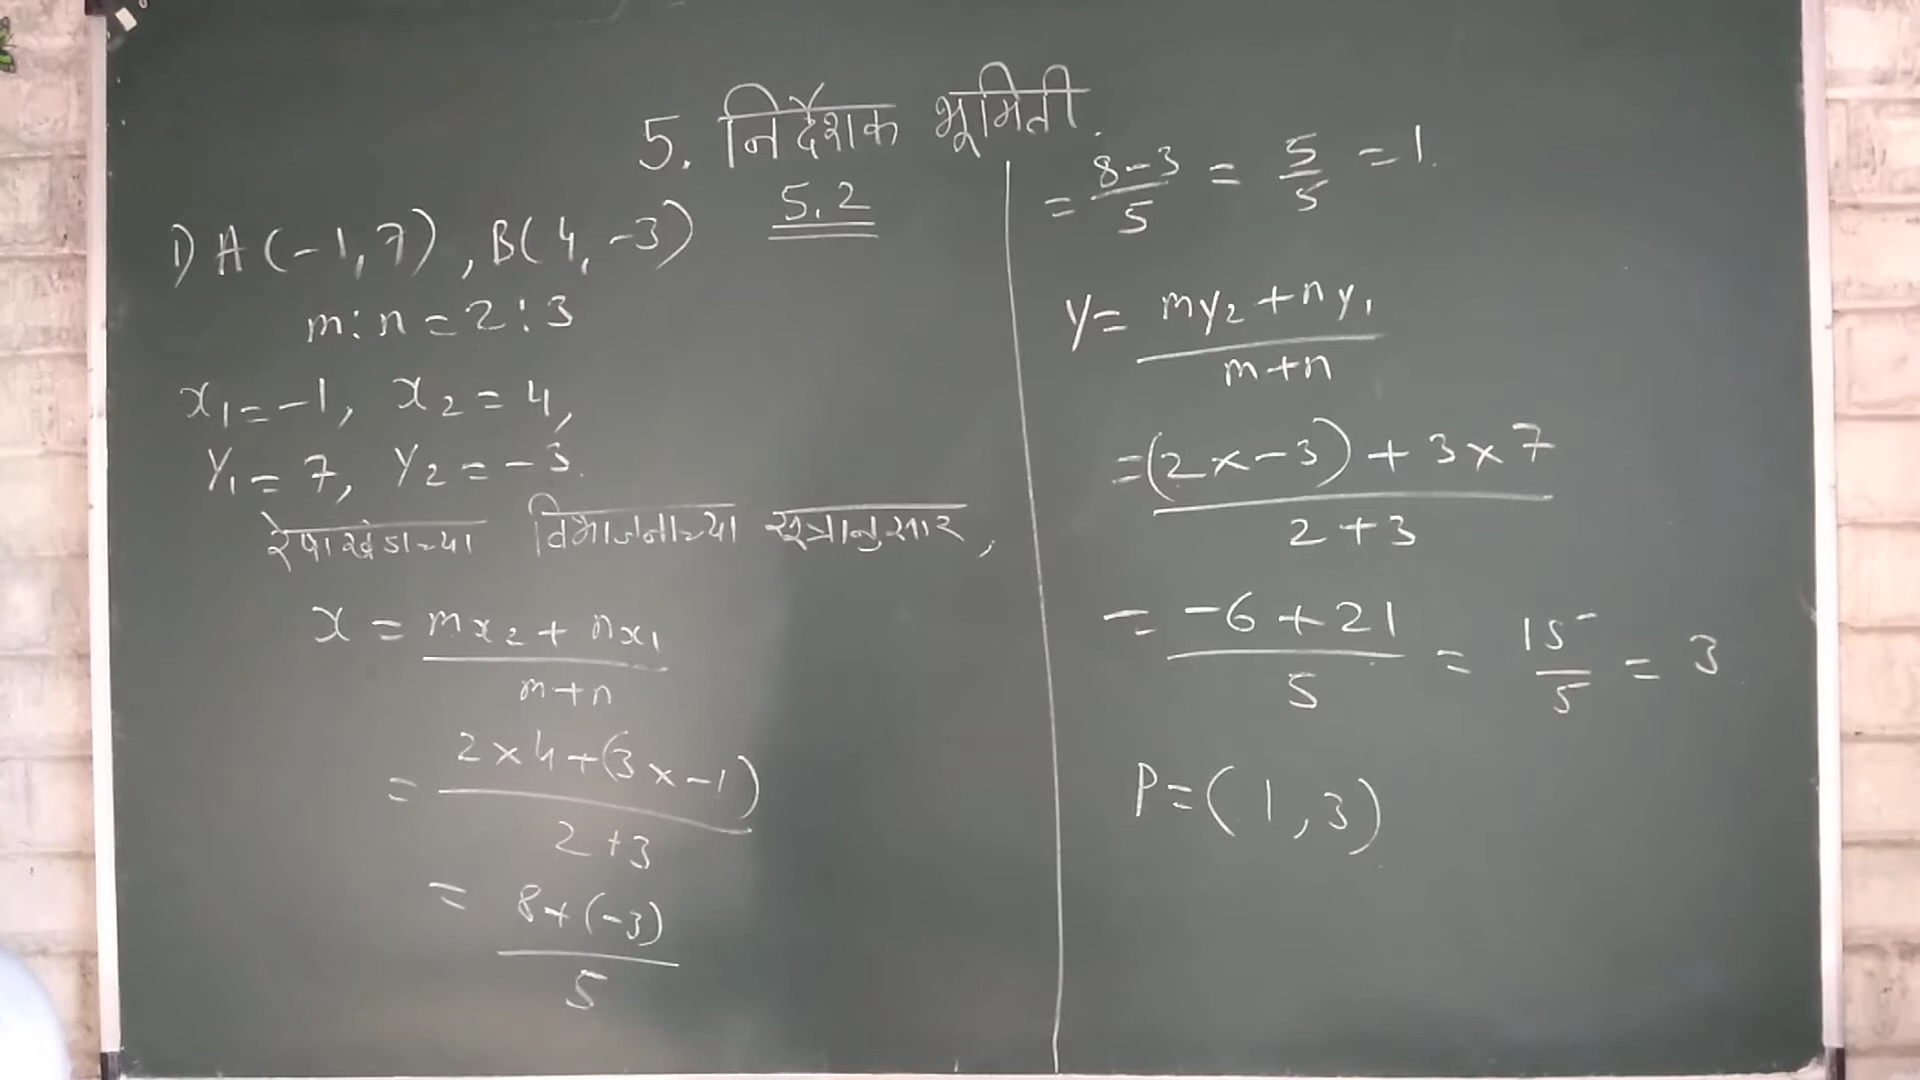 5. निर्देशक भूमिती.
5.2
1) A(-1,7), B(4,-3)
m:n=2:3
x₁=-1, x₂=4,
y₁=7, y₂=-3.
रेषाखंडाच्या विभाजनाच्या सूत्रानुसार,
x = (mx₂ + nx₁)/(m+n)
= (2×4+(3×-1))/(2+3)
= (8+(-3))/5
= (8-3)/5 = 5/5 = 1.
y= (my₂+ny₁)/(m+n)
= ((2×-3)+3×7)/(2+3)
= (-6+21)/5 = 15/5 = 3
P=(1,3)